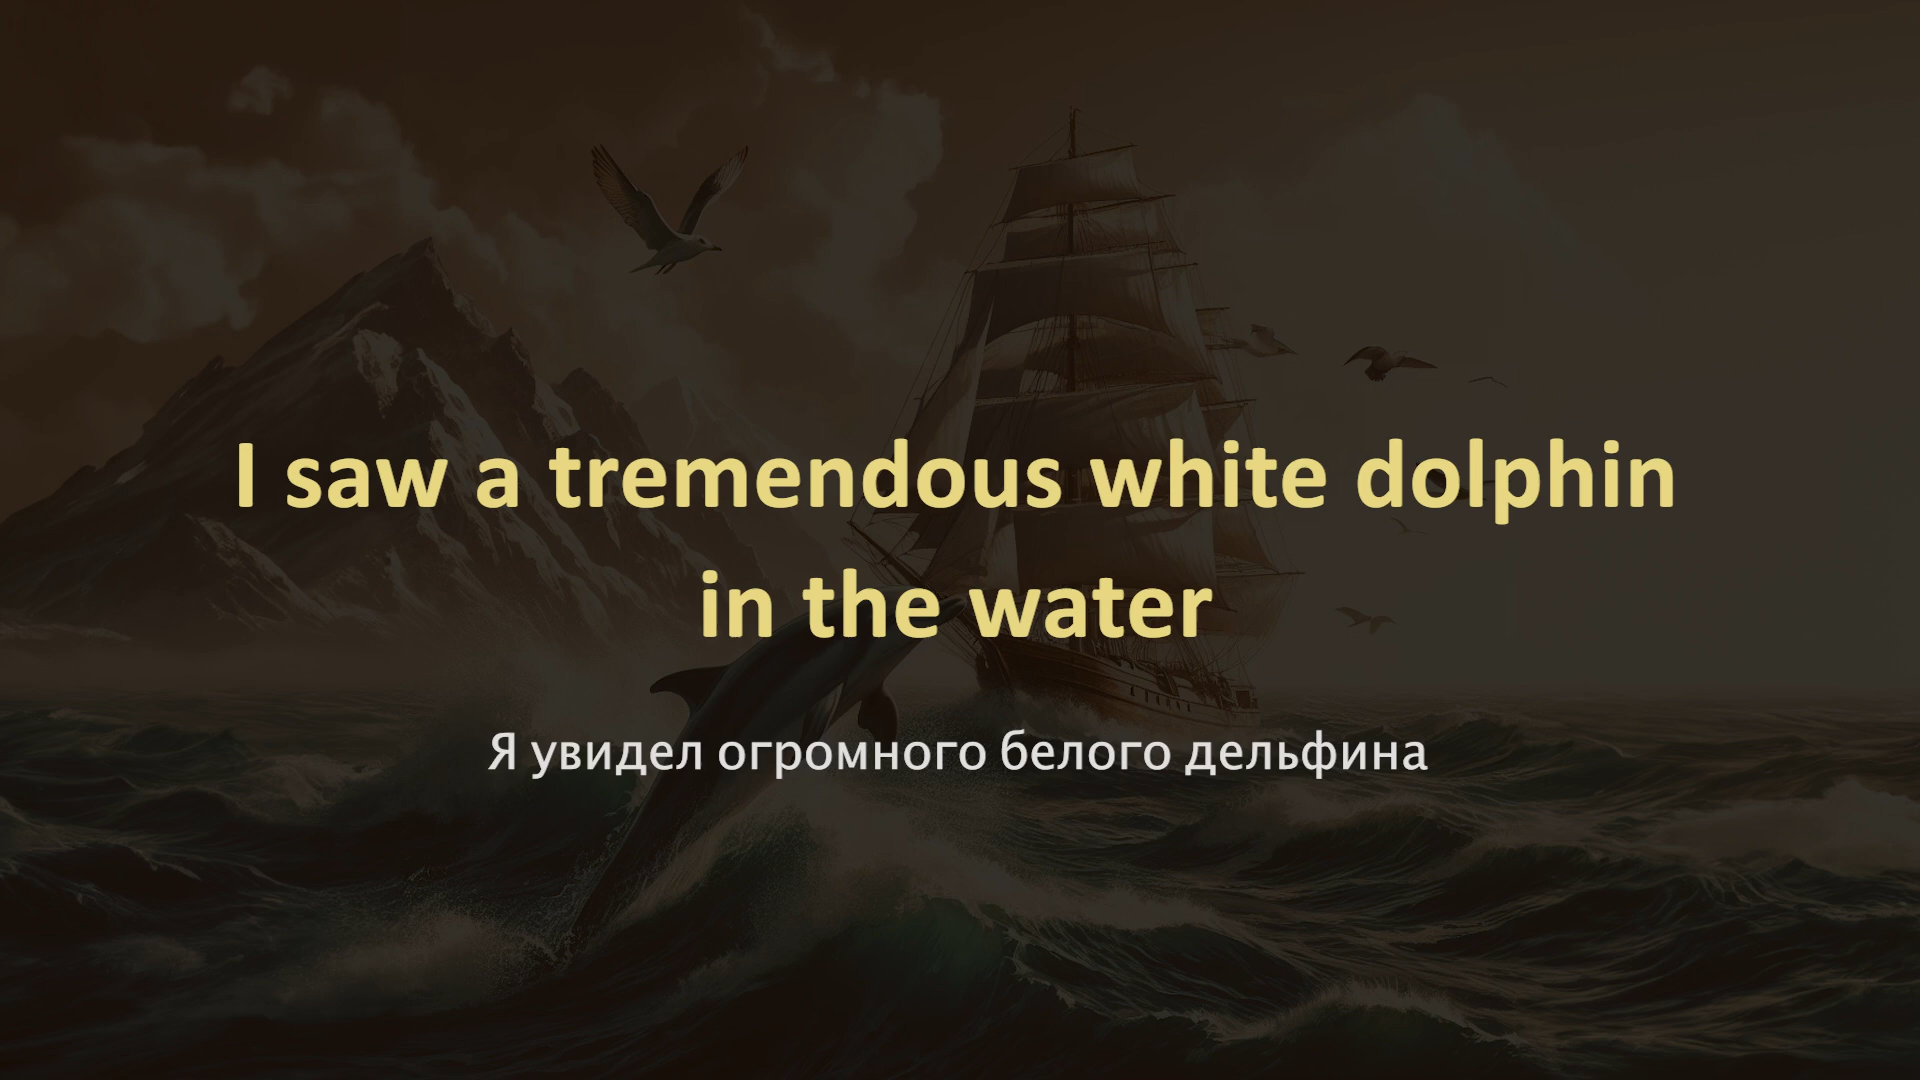 I saw a tremendous white dolphin
in the water
Я увидел огромного белого дельфина